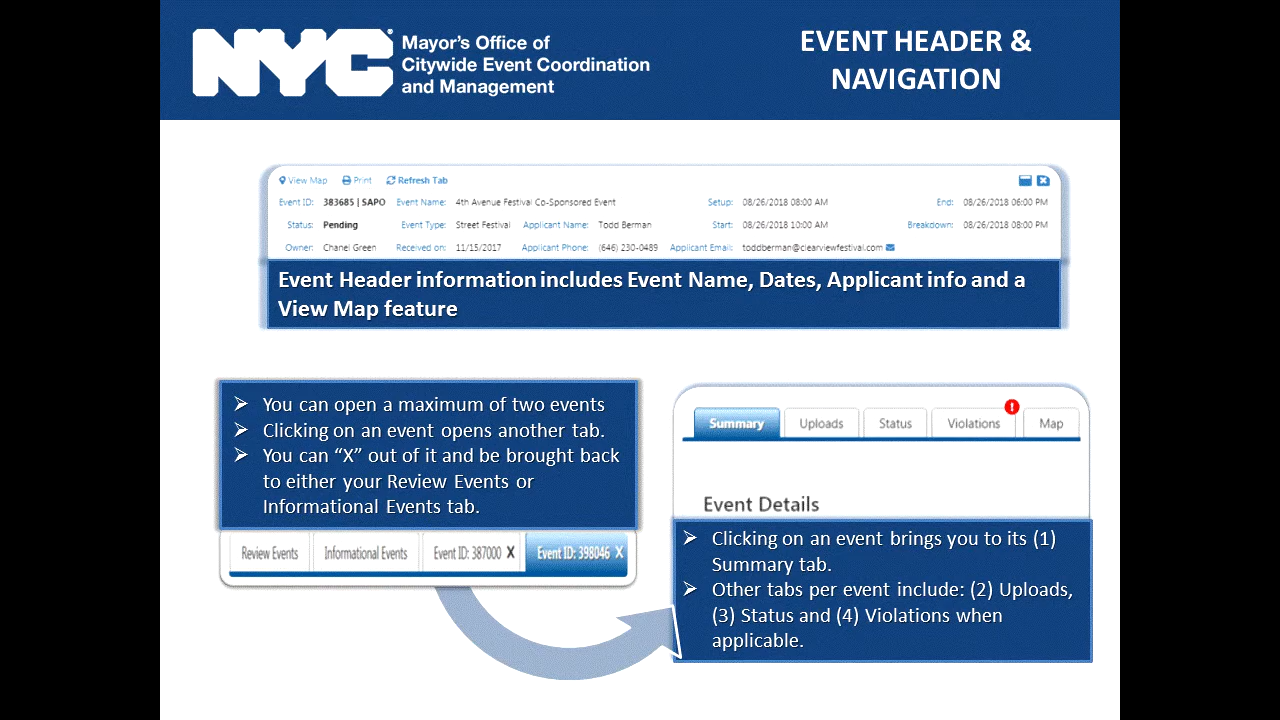 NYC
Mayor's Office of
Citywide Event Coordination
and Management
EVENT HEADER &
NAVIGATION
View Map Print Refresh Tab
Event ID: 383685 | SAPO Event Name: 4th Avenue Festival Co-Sponsored Event Setup: 08/26/2018 08:00 AM End: 08/26/2018 06:00 PM
Status: Pending Event Type: Street Festival Applicant Name: Todd Berman Start: 08/26/2018 10:00 AM Breakdown: 08/26/2018 08:00 PM
Owner: Chanel Green Received on: 11/15/2017 Applicant Phone: (646) 230-0489 Applicant Email: toddberman@clearviewfestival.com
Event Header information includes Event Name, Dates, Applicant info and a
View Map feature
➢ You can open a maximum of two events
➢ Clicking on an event opens another tab.
➢ You can “X” out of it and be brought back
to either your Review Events or
Informational Events tab.
Review Events Informational Events Event ID: 387000 X Event ID: 398046 X
Summary Uploads Status Violations ! Map
Event Details
➢ Clicking on an event brings you to its (1)
Summary tab.
➢ Other tabs per event include: (2) Uploads,
(3) Status and (4) Violations when
applicable.